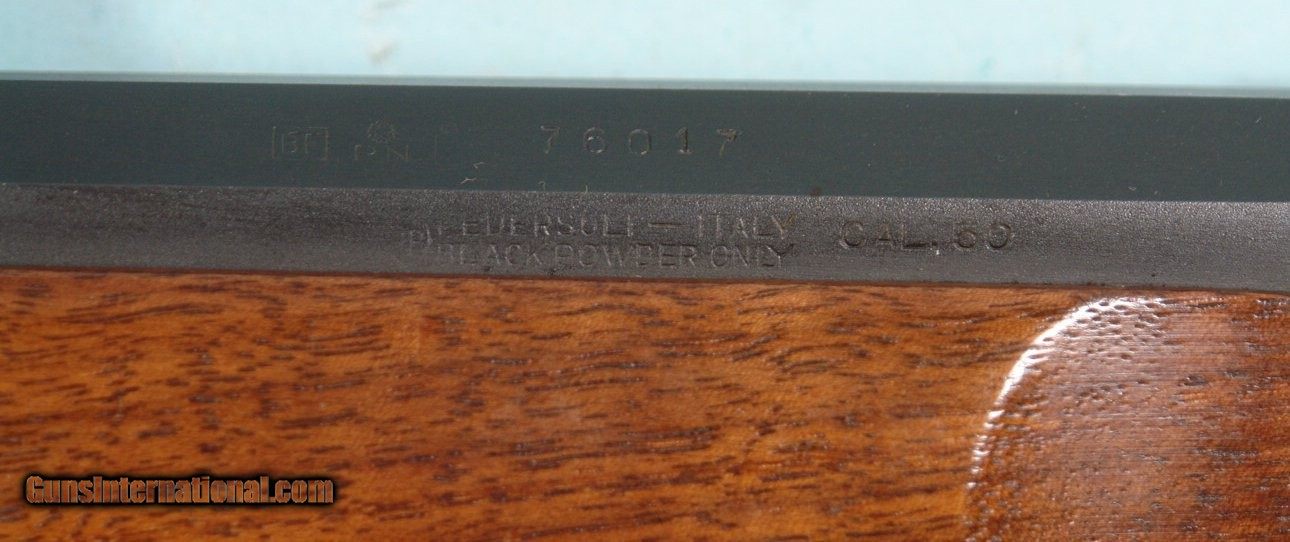 76017
PEDERSOLI — ITALY CAL. 50
BLACK POWDER ONLY
GunsInternational.com